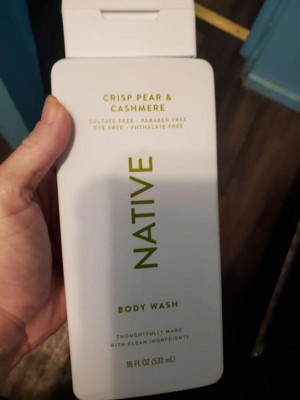 CRISP PEAR &
CASHMERE
SULFATE FREE • PARABEN FREE
DYE FREE • PHTHALATE FREE
NATIVE
BODY WASH
THOUGHTFULLY MADE
WITH CLEAN INGREDIENTS
18 FL OZ (532 mL)